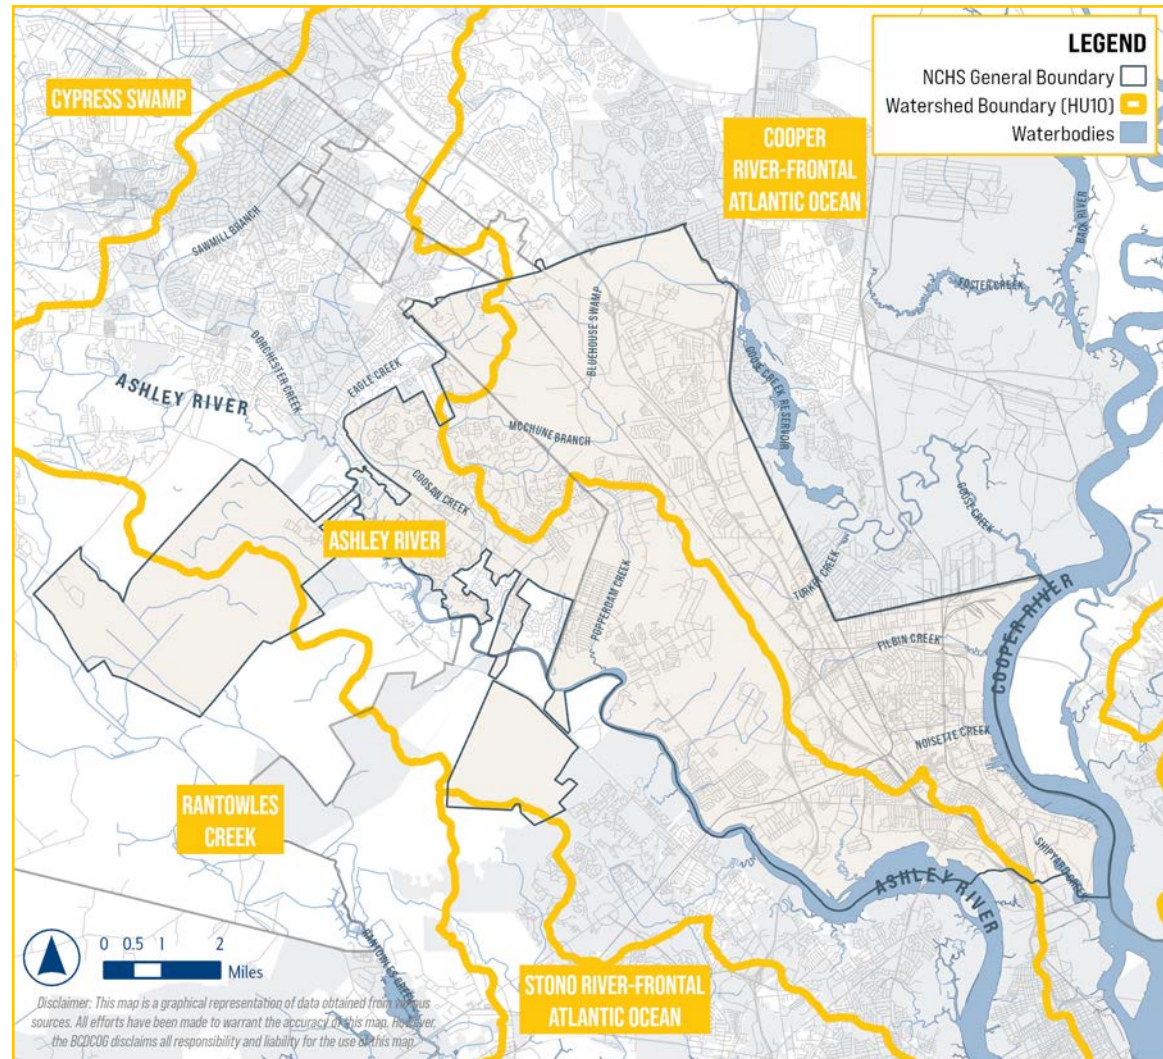 LEGEND
NCHS General Boundary
Watershed Boundary (HU10)
Waterbodies
CYPRESS SWAMP
COOPER
RIVER-FRONTAL
ATLANTIC OCEAN
SAWMILL BRANCH
BACK RIVER
FOSTER CREEK
BLUEHOUSE SWAMP
DORCHESTER CREEK
EAGLE CREEK
GOOSE CREEK RESERVOIR
ASHLEY RIVER
MCCHUNE BRANCH
COOSAW CREEK
GOOSE CREEK
ASHLEY RIVER
TURKEY CREEK
POPPERDAM CREEK
FILBIN CREEK
COOPER RIVER
NOISETTE CREEK
RANTOWLES
CREEK
SHIPYARD CREEK
ASHLEY RIVER
RANTOWLES CREEK
STONO RIVER-FRONTAL
ATLANTIC OCEAN
0 0.5 1 2
Miles
Disclaimer: This map is a graphical representation of data obtained from various
sources. All efforts have been made to warrant the accuracy of this map. However,
the BCDCOG disclaims all responsibility and liability for the use of this map.